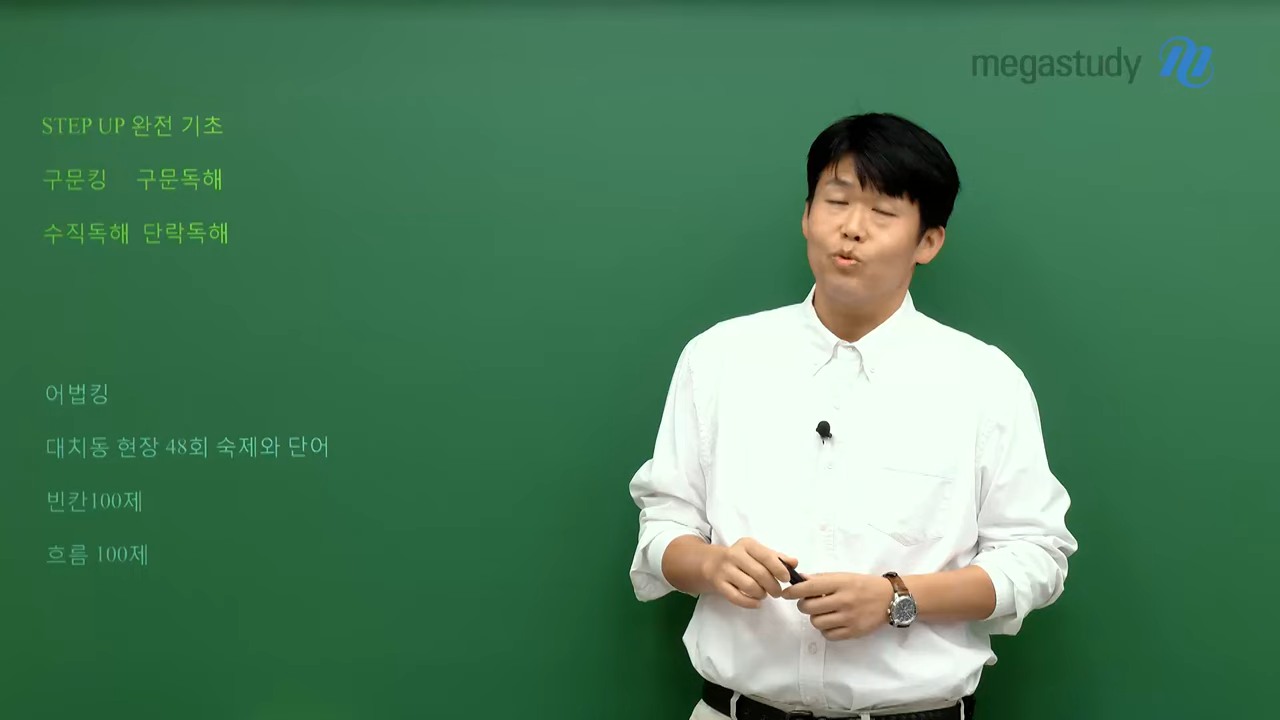 megastudy
STEP UP 완전 기초
구문킹 구문독해
수직독해 단락독해
어법킹
대치동 현장 48회 숙제와 단어
빈칸100제
흐름 100제